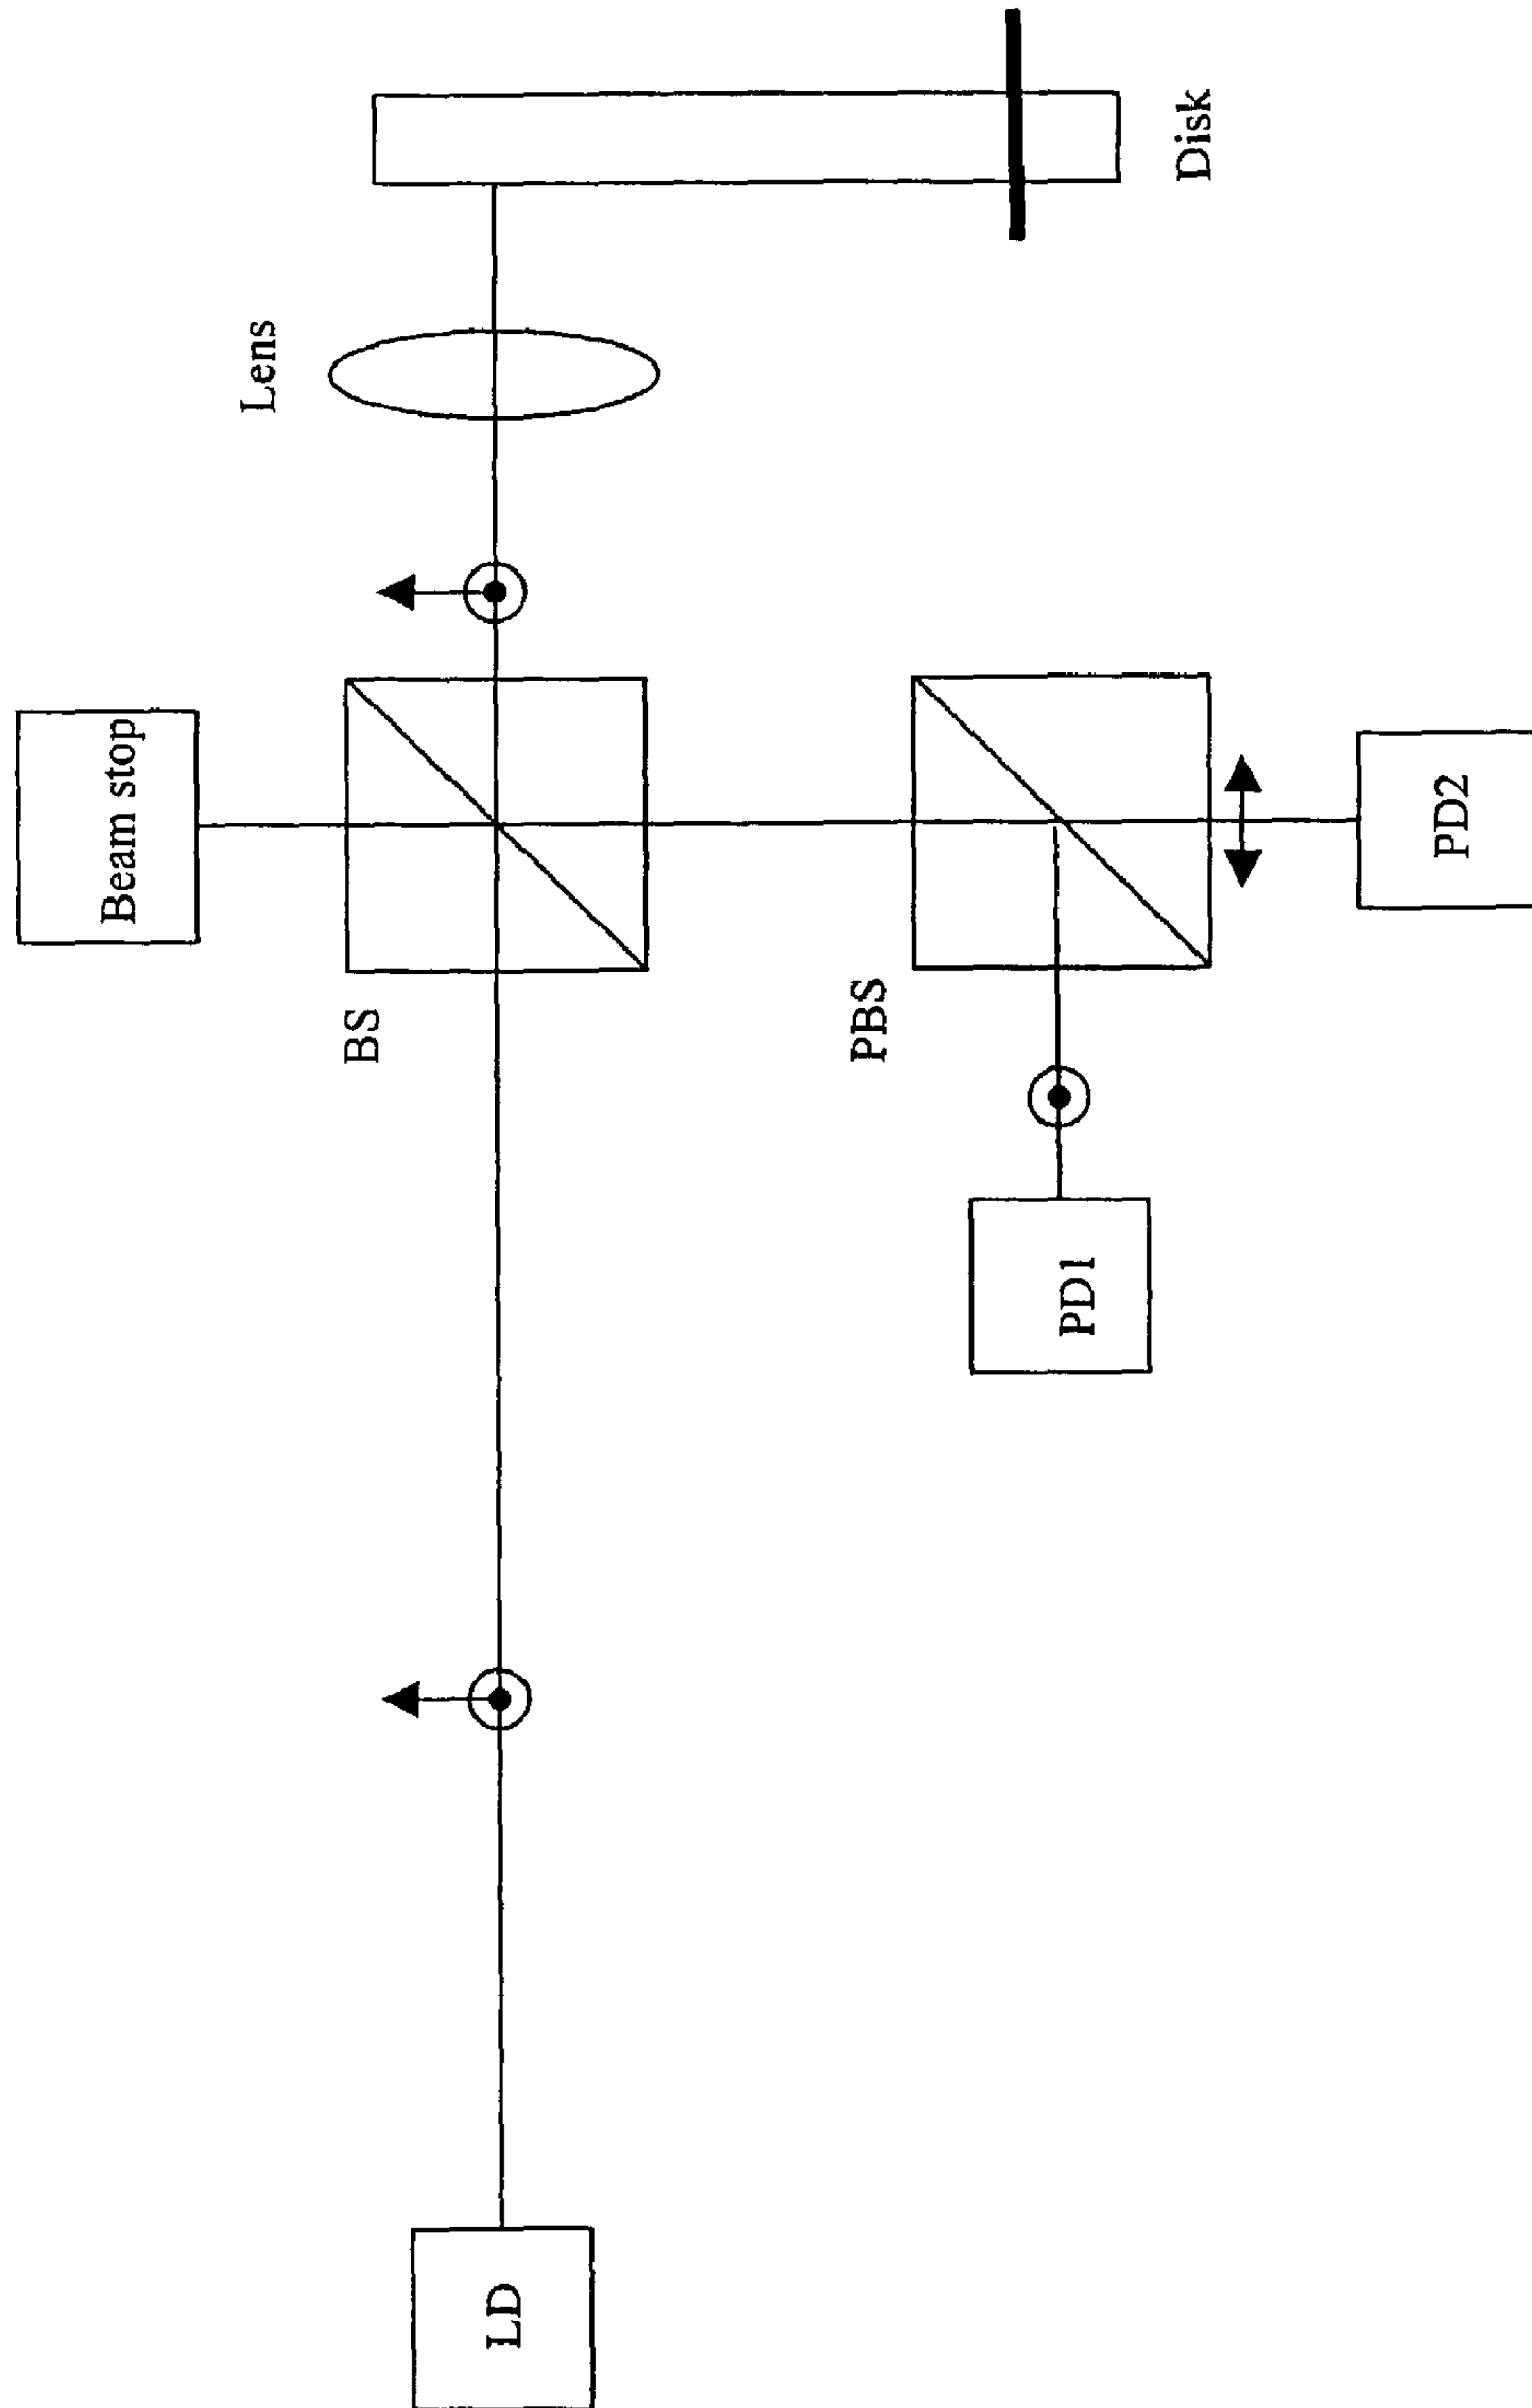 Beam stop
Lens
BS
Disk
PBS
PD1
PD2
LD